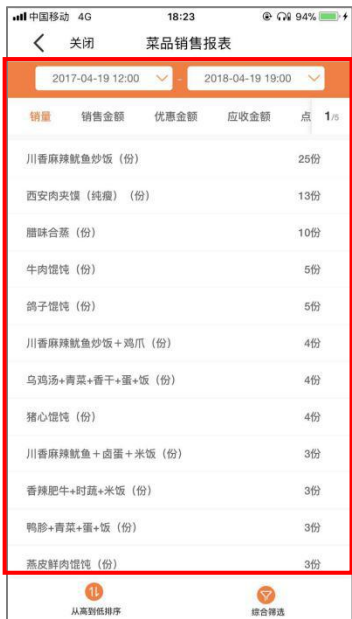 中国移动 4G 18:23 94%
关闭 菜品销售报表
2017-04-19 12:00 - 2018-04-19 19:00
销量 销售金额 优惠金额 应收金额 点 1/5
川香麻辣鱿鱼炒饭（份） 25份
西安肉夹馍（纯瘦）（份） 13份
腊味合蒸（份） 10份
牛肉馄饨（份） 5份
鸽子馄饨（份） 5份
川香麻辣鱿鱼炒饭+鸡爪（份） 4份
乌鸡汤+青菜+香干+蛋+饭（份） 4份
猪心馄饨（份） 4份
川香麻辣鱿鱼+卤蛋+米饭（份） 3份
香辣肥牛+时蔬+米饭（份） 3份
鸭胗+青菜+蛋+饭（份） 3份
燕皮鲜肉馄饨（份） 3份
从高到低排序 综合筛选